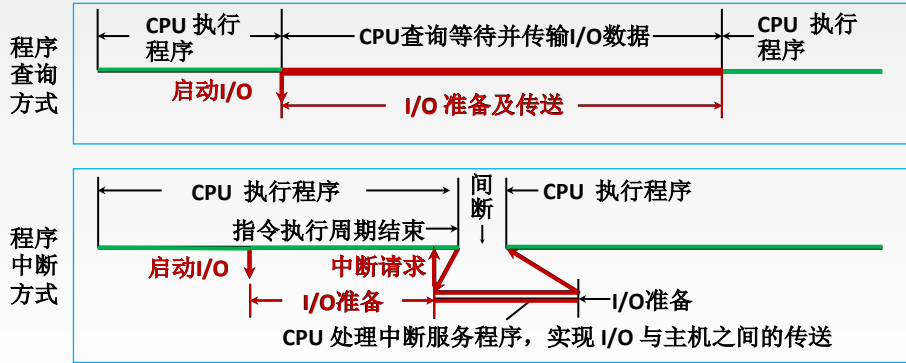 程序
查询
方式
CPU 执行
程序
CPU查询等待并传输I/O数据
CPU 执行
程序
启动I/O
I/O 准备及传送
程序
中断
方式
CPU 执行程序
间
断
CPU 执行程序
指令执行周期结束
启动I/O
中断请求
I/O准备
I/O准备
CPU 处理中断服务程序，实现 I/O 与主机之间的传送